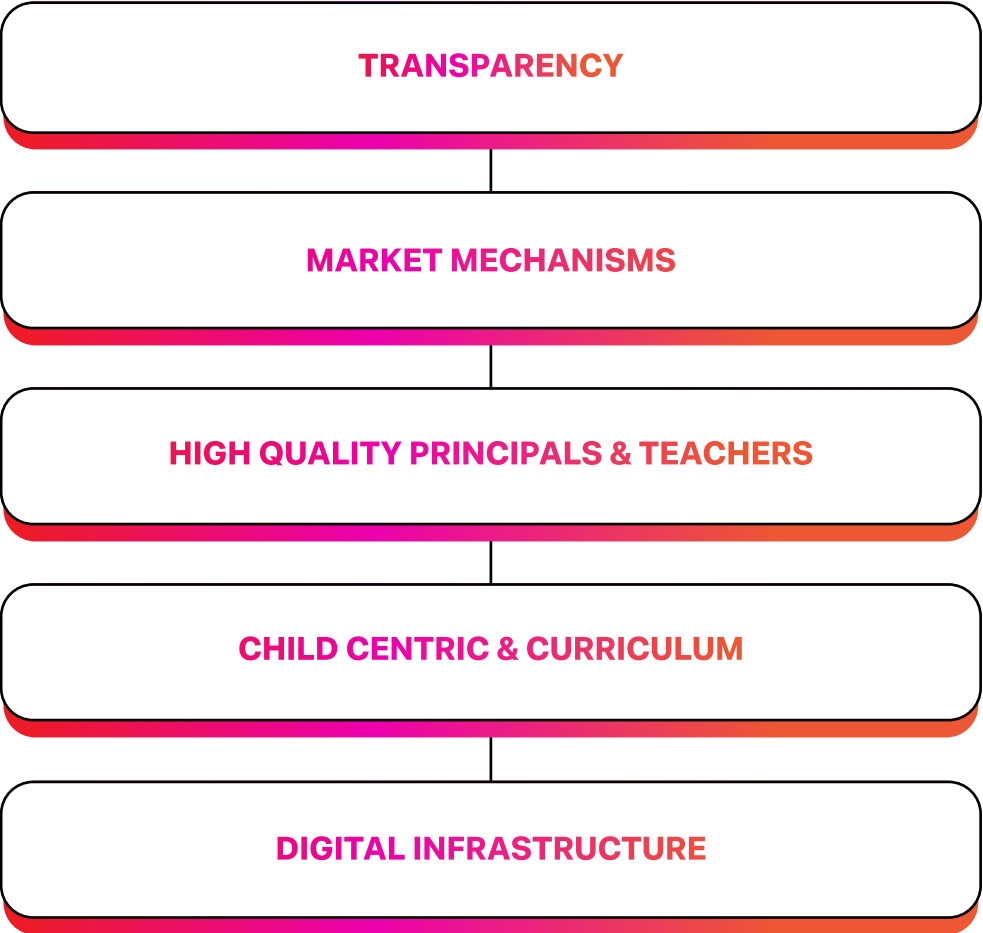 TRANSPARENCY
MARKET MECHANISMS
HIGH QUALITY PRINCIPALS & TEACHERS
CHILD CENTRIC & CURRICULUM
DIGITAL INFRASTRUCTURE